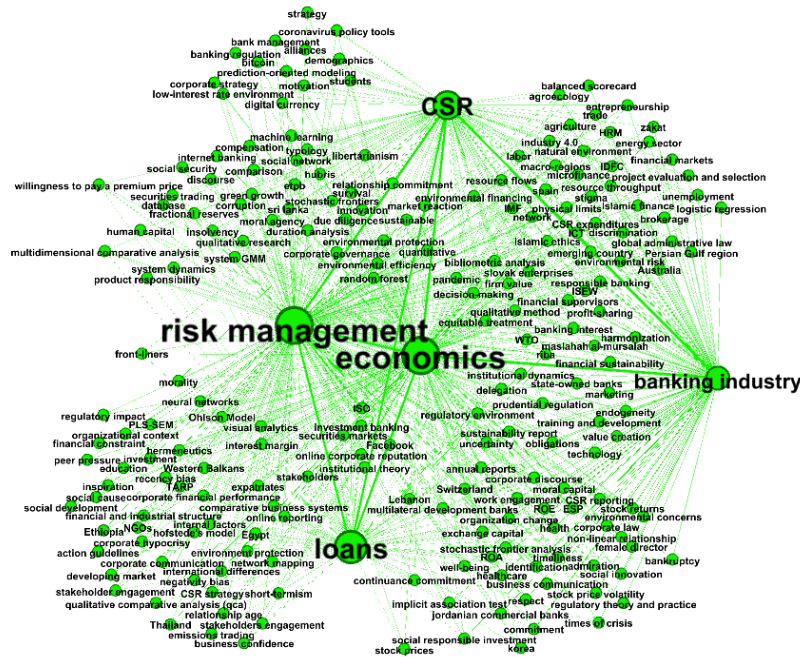 strategy
coronavirus policy tools
bank management
alliances
banking regulation
bitcoin
demographics
prediction-oriented modeling
corporate strategy
motivation
students
low-interest rate environment
digital currency
CSR
balanced scorecard
agroecology
entrepreneurship
trade
agriculture
HRM
zakat
industry 4.0
energy sector
natural environment
labor
financial markets
macro-regions
IDFC
microfinance
project evaluation and selection
resource flows
resource throughput
spain
unemployment
environmental financing
stigma
IMF
physical limits
islamic finance
logistic regression
network
brokerage
CSR expenditures
ICT
discrimination
islamic ethics
global administrative law
emerging country
Persian Gulf region
environmental risk
Australia
machine learning
compensation
typology
libertarianism
internet banking
social network
social security
comparison
hubris
discourse
etpb
relationship commitment
willingness to pay a premium price
survival
securities trading
green growth
stochastic frontiers
market reaction
database
corruption
sri lanka
innovation
fractional reserves
moral agency
due diligence
sustainable
human capital
insolvency
duration analysis
qualitative research
environmental protection
multidimensional comparative analysis
system GMM
corporate governance
quantitative
environmental efficiency
system dynamics
random forest
product responsibility
bibliometric analysis
slovak enterprises
pandemic
firm value
responsible banking
decision-making
ISEW
financial supervisors
qualitative method
profit-sharing
equitable treatment
banking interest
risk management
economics
WTO
harmonization
maslahah al-mursalah
riba
financial sustainability
institutional dynamics
state-owned banks
banking industry
delegation
marketing
prudential regulation
endogeneity
regulatory environment
training and development
sustainability report
value creation
uncertainty
obligations
technology
front-liners
morality
neural networks
ISO
regulatory impact
Ohlson Model
PLS-SEM
visual analytics
investment banking
organizational context
securities markets
financial constraint
interest margin
Facebook
hermeneutics
online corporate reputation
peer pressure
investment
institutional theory
education
Western Balkans
recency bias
stakeholders
inspiration
TARP
expatriates
social cause
corporate financial performance
social development
comparative business systems
financial and industrial structure
online reporting
internal factors
NGOs
Ethiopia
hofstede's model
Egypt
corporate hypocrisy
action guidelines
environment protection
corporate communication
network mapping
developing market
international differences
negativity bias
stakeholder engagement
CSR strategy
short-termism
qualitative comparative analysis (qca)
relationship age
Thailand
stakeholders engagement
emissions trading
business confidence
loans
annual reports
corporate discourse
Switzerland
moral capital
Lebanon
work engagement
CSR reporting
multilateral development banks
ROE
ESP
stock returns
organization change
environmental concerns
health
corporate law
exchange capital
non-linear relationship
stochastic frontier analysis
female director
ROA
timeliness
bankruptcy
well-being
identification
admiration
healthcare
social innovation
continuance commitment
business communication
stock price volatility
implicit association test
respect
regulatory theory and practice
jordanian commercial banks
times of crisis
commitment
social responsible investment
korea
stock prices